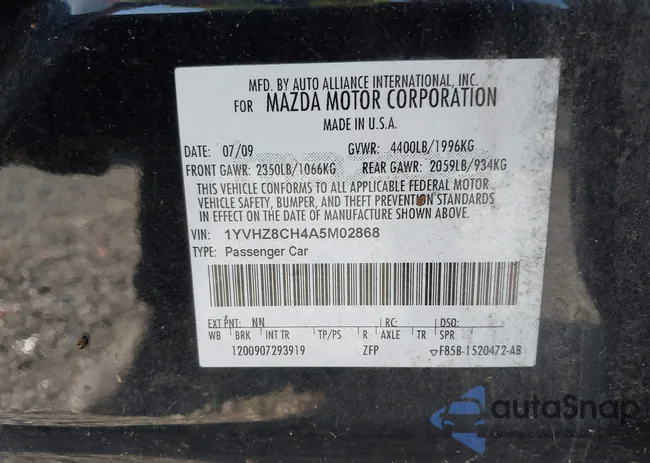 MFD. BY AUTO ALLIANCE INTERNATIONAL, INC.
FOR MAZDA MOTOR CORPORATION
MADE IN U.S.A.
DATE: 07/09 GVWR: 4400LB/1996KG
FRONT GAWR: 2350LB/1066KG REAR GAWR: 2059LB/934KG
THIS VEHICLE CONFORMS TO ALL APPLICABLE FEDERAL MOTOR
VEHICLE SAFETY, BUMPER, AND THEFT PREVENTION STANDARDS
IN EFFECT ON THE DATE OF MANUFACTURE SHOWN ABOVE.
VIN: 1YVHZ8CH4A5M02868
TYPE: Passenger Car
EXT PNT: NN RC: DSO:
WB BRK INT TR TP/PS R AXLE TR SPR
1200907293919 ZFP F85B-1520472-AB
autoSnap